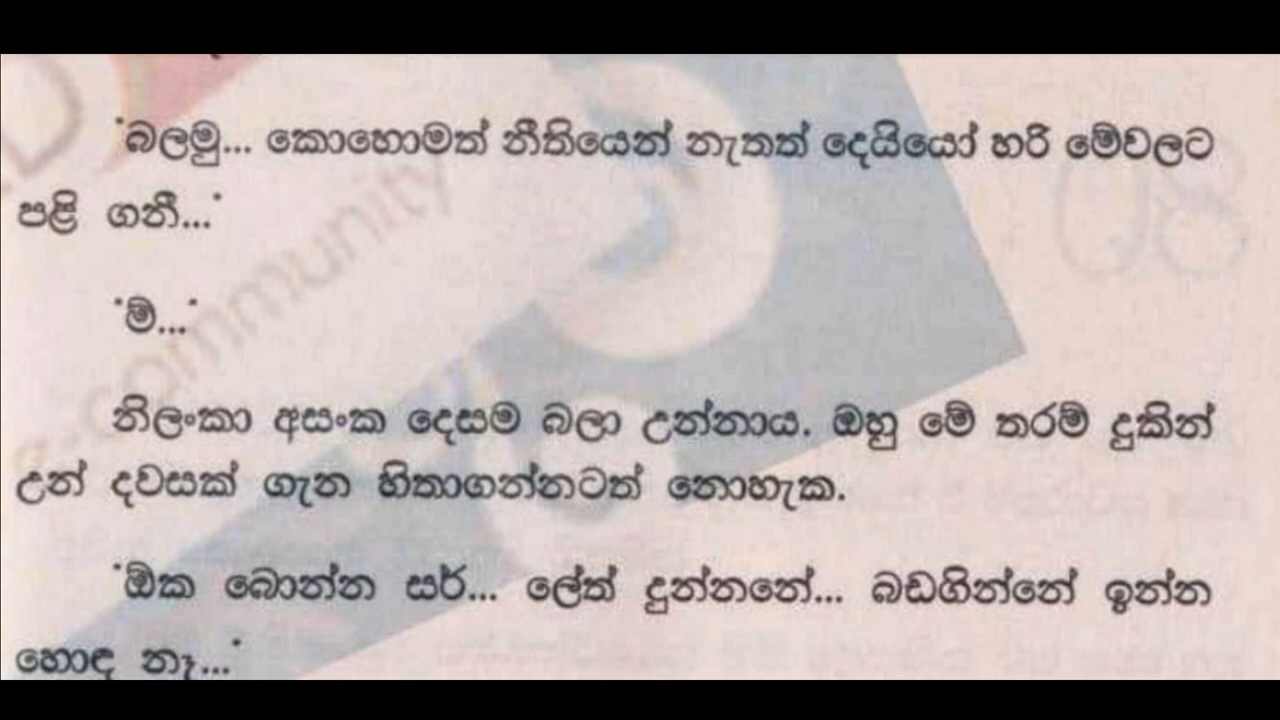 'බලමු... කොහොමත් නීතියෙන් නැතත් දෙයියෝ හරි මේවලට
පළි ගනී...'
'ම්...'
නිලංකා අසංක දෙසම බලා උන්නාය. ඔහු මේ තරම් දුකින්
උන් දවසක් ගැන හිතාගන්නටත් නොහැක.
'ඕක බොන්න සර්... ලේත් දුන්නනේ... බඩගින්නේ ඉන්න
හොඳ නෑ...'
e-community